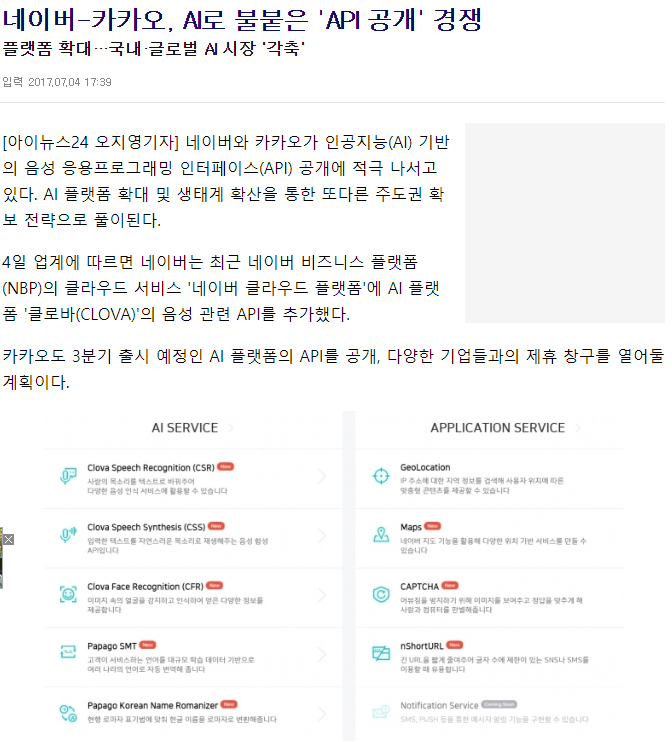 네이버-카카오, AI로 불붙은 'API 공개' 경쟁
플랫폼 확대…국내·글로벌 AI 시장 '각축'
입력 2017.07.04 17:39
[아이뉴스24 오지영기자] 네이버와 카카오가 인공지능(AI) 기반
의 음성 응용프로그래밍 인터페이스(API) 공개에 적극 나서고
있다. AI 플랫폼 확대 및 생태계 확산을 통한 또다른 주도권 확
보 전략으로 풀이된다.
4일 업계에 따르면 네이버는 최근 네이버 비즈니스 플랫폼
(NBP)의 클라우드 서비스 '네이버 클라우드 플랫폼'에 AI 플랫
폼 '클로바(CLOVA)'의 음성 관련 API를 추가했다.
카카오도 3분기 출시 예정인 AI 플랫폼의 API를 공개, 다양한 기업들과의 제휴 창구를 열어둘
계획이다.
AI SERVICE
Clova Speech Recognition (CSR) New
사람의 목소리를 텍스트로 바꿔주어
다양한 음성 인식 서비스에 활용할 수 있습니다
Clova Speech Synthesis (CSS) New
입력한 텍스트를 자연스러운 목소리로 재생해주는 음성 합성
API입니다
Clova Face Recognition (CFR) New
이미지 속의 얼굴을 감지하고 인식하여 얻은 다양한 정보를
제공합니다
Papago SMT New
고객이 서비스하는 언어를 대규모 학습 데이터 기반으로
여러 나라의 언어로 자동 번역해 줍니다
Papago Korean Name Romanizer New
현행 로마자 표기법에 맞춰 한글 이름을 로마자로 변환해줍니다
APPLICATION SERVICE
GeoLocation
IP 주소에 대한 지역 정보를 검색해 사용자 위치에 따른
맞춤형 콘텐츠를 제공할 수 있습니다
Maps New
네이버 지도 기능을 활용해 다양한 위치 기반 서비스를 만들 수
있습니다
CAPTCHA New
어뷰징을 방지하기 위해 이미지를 보여주고 정답을 맞추게 해
사람과 컴퓨터를 판별해줍니다
nShortURL New
긴 URL을 짧게 줄여주어 글자 수에 제한이 있는 SNS나 SMS를
이용할 때 유용합니다
Notification Service Coming Soon
SMS, PUSH 등을 통한 메시지 알림 기능을 구현할 수 있습니다